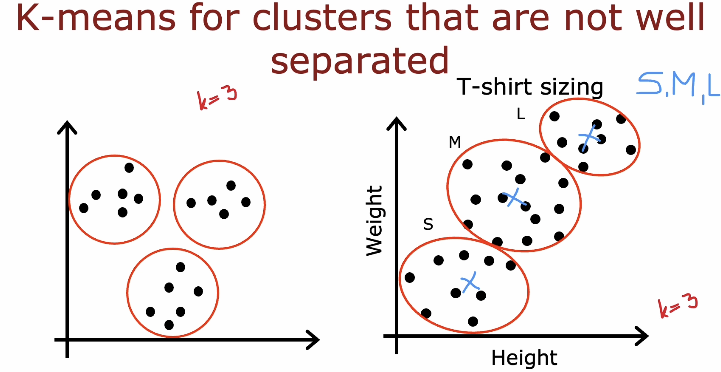 K-means for clusters that are not well
separated
k=3
T-shirt sizing
S,M,L
L
M
S
Weight
Height
k=3